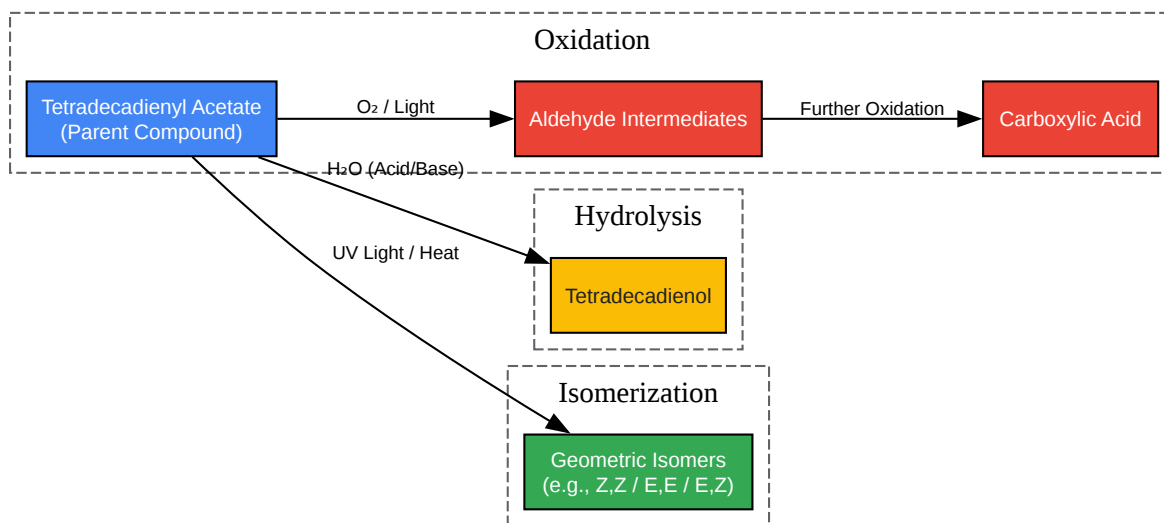 Oxidation
Tetradecadienyl Acetate
(Parent Compound)
O₂ / Light
Aldehyde Intermediates
Further Oxidation
Carboxylic Acid
H₂O (Acid/Base)
Hydrolysis
UV Light / Heat
Tetradecadienol
Isomerization
Geometric Isomers
(e.g., Z,Z / E,E / E,Z)